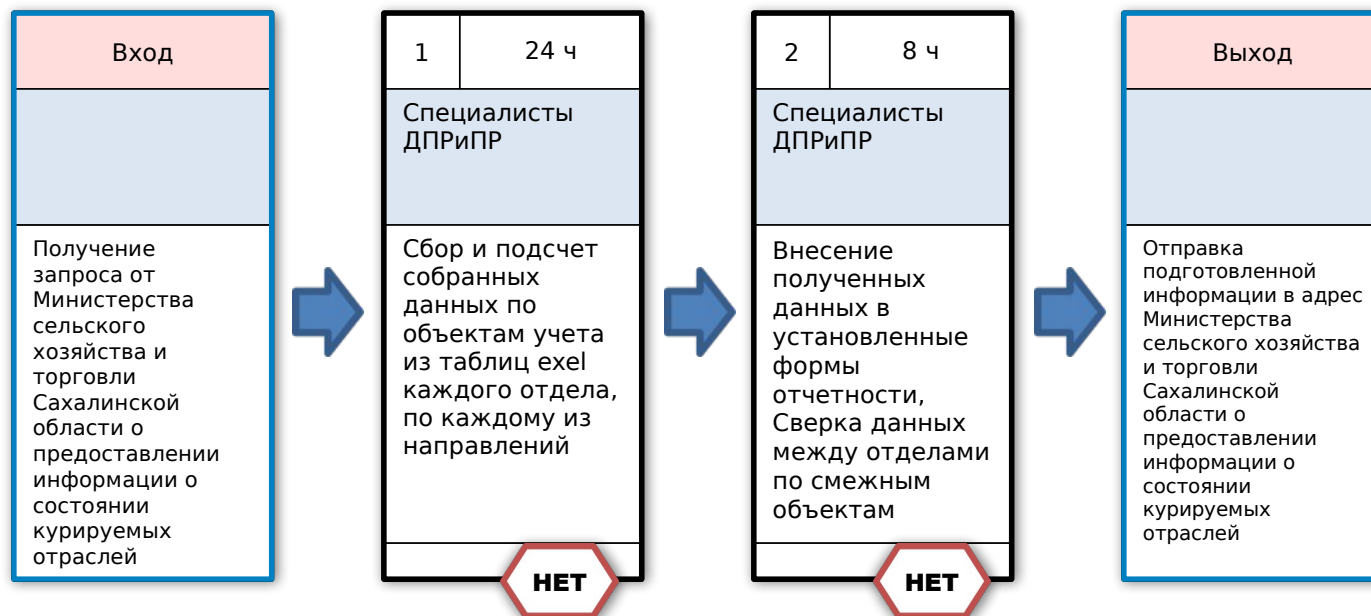 Вход
Получение
запроса от
Министерства
сельского
хозяйства и
торговли
Сахалинской
области о
предоставлении
информации о
состоянии
курируемых
отраслей
1
24 ч
Специалисты
ДПРиПР
Сбор и подсчет
собранных
данных по
объектам учета
из таблиц exel
каждого отдела,
по каждому из
направлений
НЕТ
2
8 ч
Специалисты
ДПРиПР
Внесение
полученных
данных в
установленные
формы
отчетности,
Сверка данных
между отделами
по смежным
объектам
НЕТ
Выход
Отправка
подготовленной
информации в адрес
Министерства
сельского хозяйства
и торговли
Сахалинской
области о
предоставлении
информации о
состоянии
курируемых
отраслей